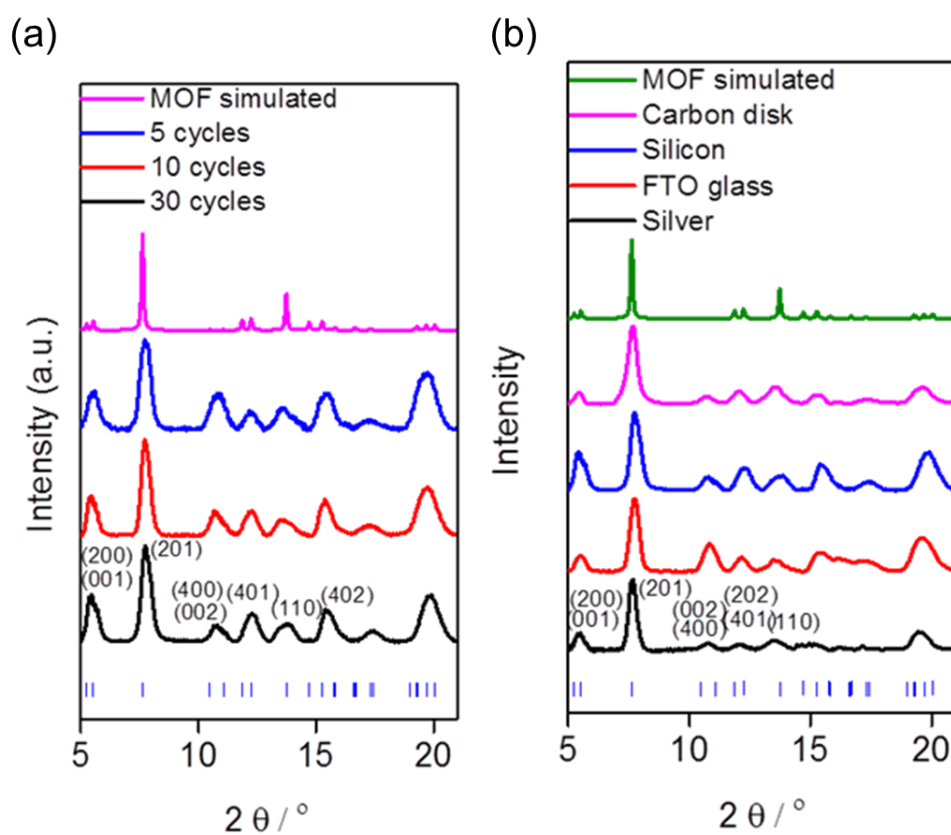 (a)
MOF simulated
5 cycles
10 cycles
30 cycles
Intensity (a.u.)
(200)
(001)
(201)
(400)
(002)
(401)
(110)
(402)
5 10 15 20
2 θ / °
(b)
MOF simulated
Carbon disk
Silicon
FTO glass
Silver
Intensity
(200)
(001)
(201)
(002)
(400)
(202)
(401)
(110)
5 10 15 20
2 θ / °